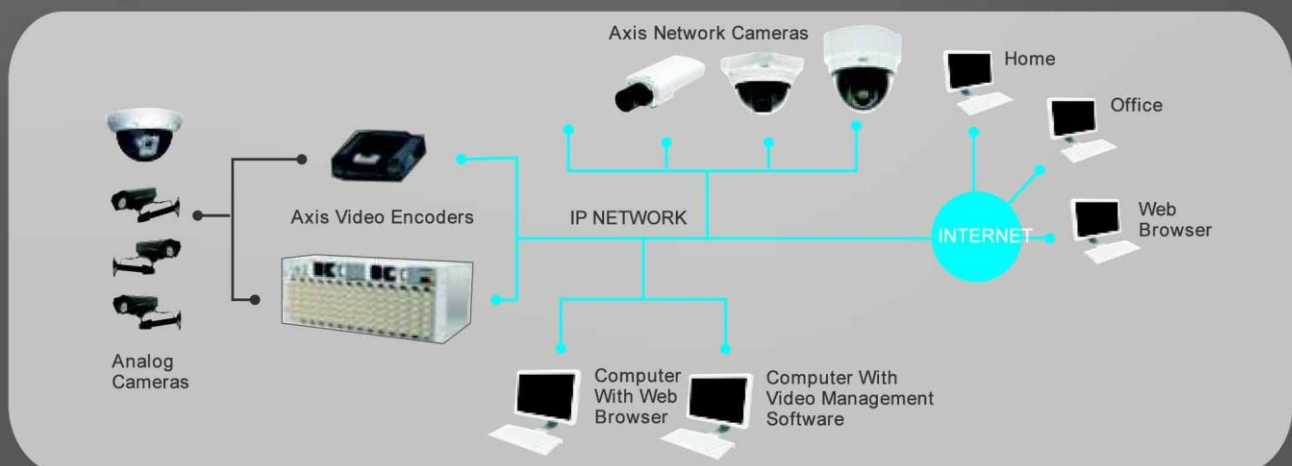 Axis Network Cameras
Home
Office
Axis Video Encoders
IP NETWORK
INTERNET
Web
Browser
Analog
Cameras
Computer
With Web
Browser
Computer With
Video Management
Software